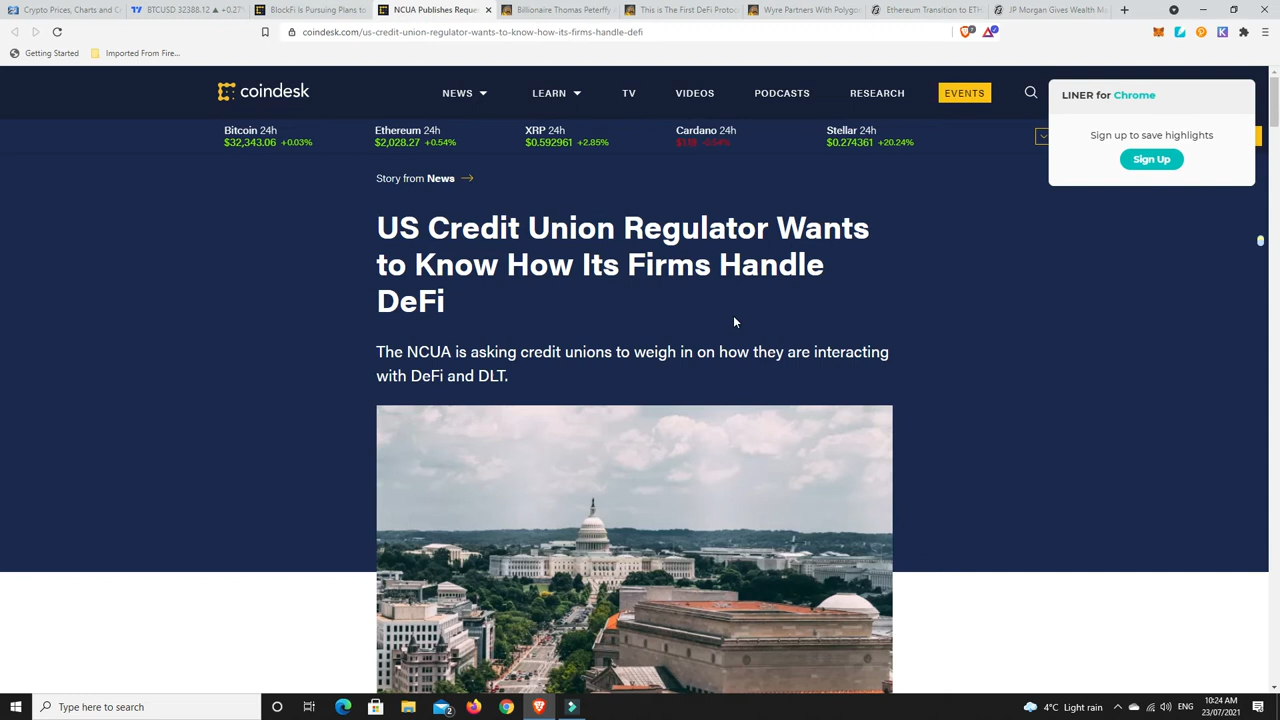 Crypto Prices, Charts and Cr
BTCUSD 32388.12 ▲ +0.27
BlockFi Is Pursuing Plans to
NCUA Publishes Reque
Billionaire Thomas Peterffy
This is The First DeFi Protoc
Wyre Partners With Polygon
Ethereum Transition to ETH
JP Morgan Gives Wealth M
coindesk.com/us-credit-union-regulator-wants-to-know-how-its-firms-handle-defi
Getting Started
Imported From Fire...
coindesk
NEWS
LEARN
TV
VIDEOS
PODCASTS
RESEARCH
EVENTS
LINER for Chrome
Sign up to save highlights
Sign Up
Bitcoin 24h
$32,343.06 +0.03%
Ethereum 24h
$2,028.27 +0.54%
XRP 24h
$0.592961 +2.85%
Cardano 24h
Stellar 24h
$0.274361 +20.24%
Story from News
US Credit Union Regulator Wants
to Know How Its Firms Handle
DeFi
The NCUA is asking credit unions to weigh in on how they are interacting
with DeFi and DLT.
Type here to search
2
4°C Light rain
ENG
10:24 AM
23/07/2021